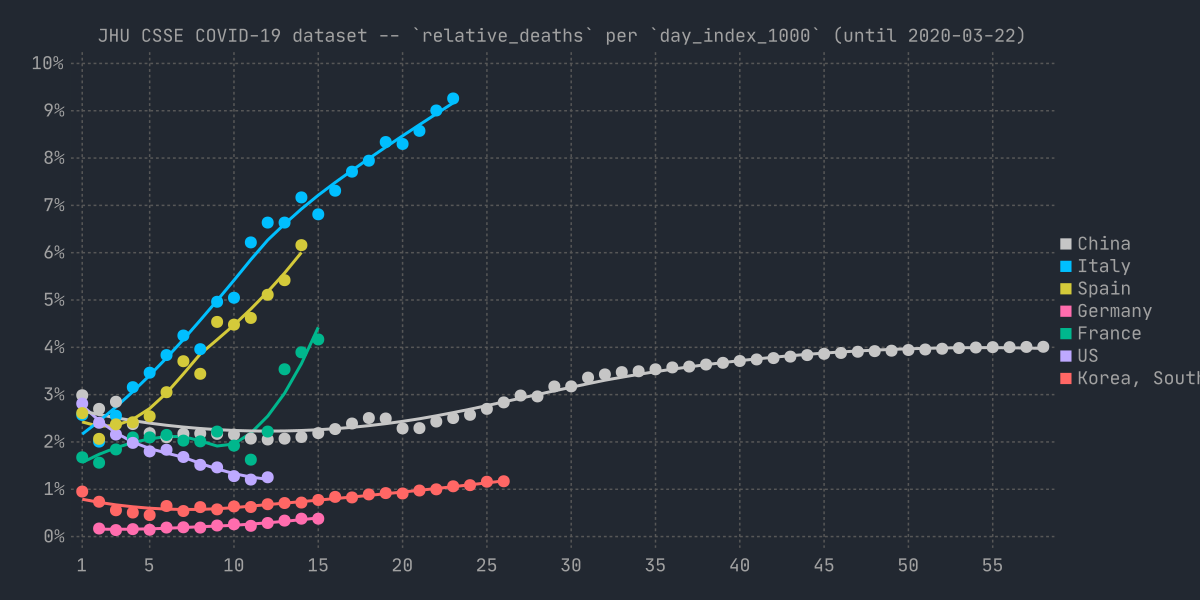 JHU CSSE COVID-19 dataset -- `relative_deaths` per `day_index_1000` (until 2020-03-22)
10%
9%
8%
7%
6%
5%
4%
3%
2%
1%
0%
1 5 10 15 20 25 30 35 40 45 50 55
China
Italy
Spain
Germany
France
US
Korea, South